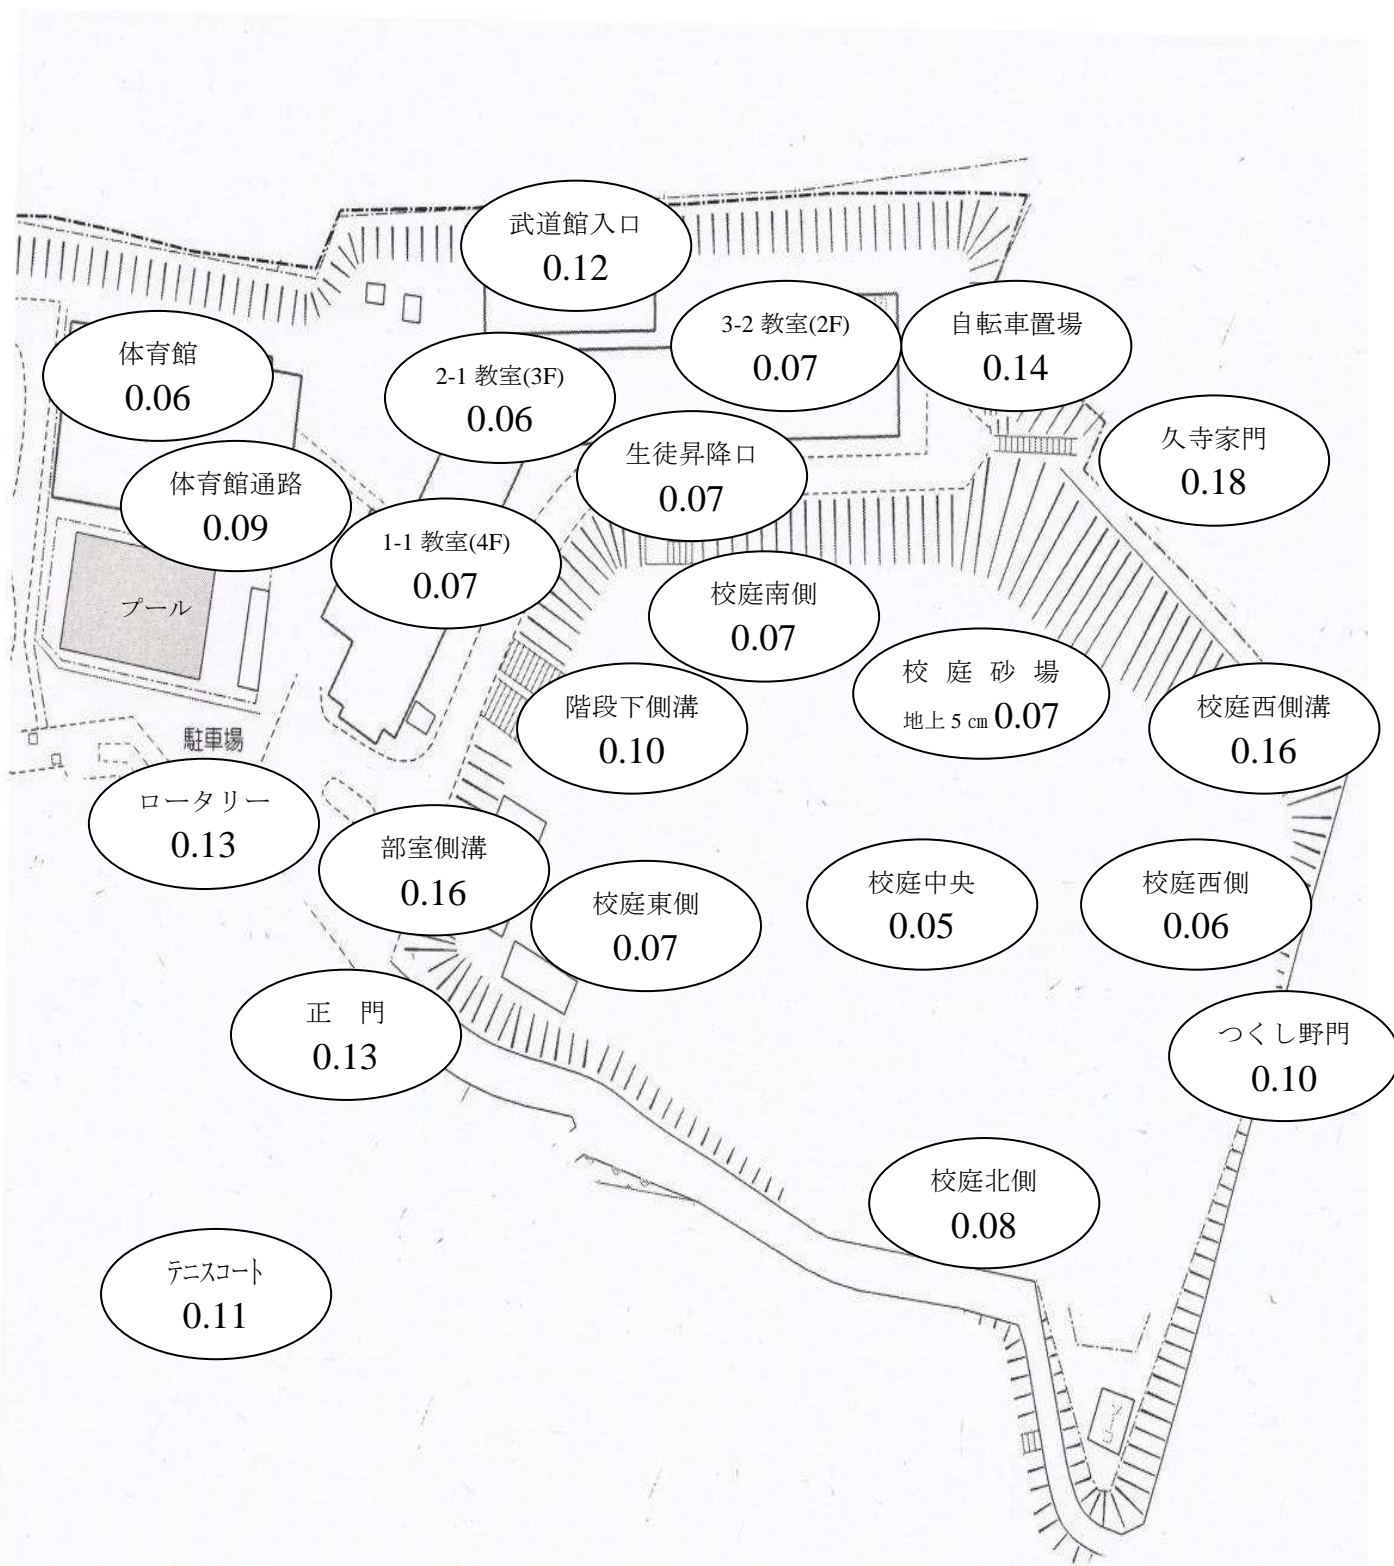 武道館入口
0.12
3-2 教室(2F)
0.07
自転車置場
0.14
体育館
0.06
2-1 教室(3F)
0.06
久寺家門
0.18
生徒昇降口
0.07
体育館通路
0.09
1-1 教室(4F)
0.07
プール
校庭南側
0.07
校 庭 砂 場
地上 5 ㎝ 0.07
階段下側溝
0.10
校庭西側溝
0.16
駐車場
ロータリー
0.13
部室側溝
0.16
校庭東側
0.07
校庭中央
0.05
校庭西側
0.06
正 門
0.13
つくし野門
0.10
校庭北側
0.08
テニスコート
0.11